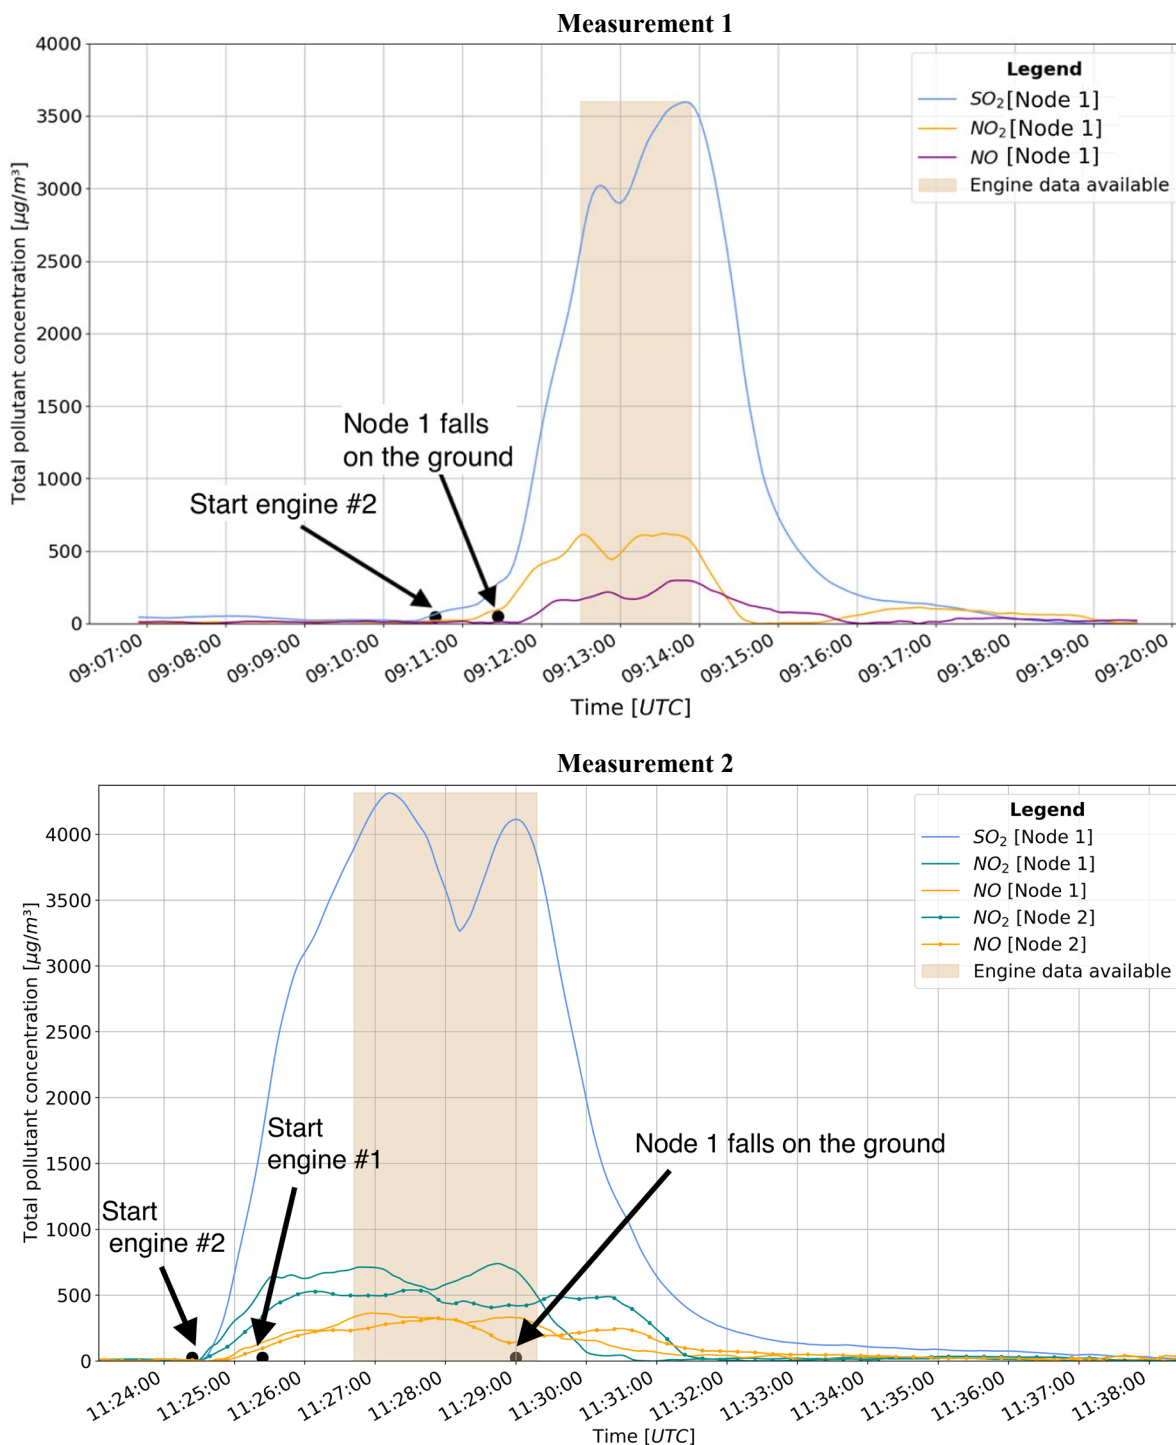 Measurement 1
4000
3500
3000
2500
2000
1500
1000
500
0
Total pollutant concentration [µg/m³]
Legend
SO₂ [Node 1]
NO₂ [Node 1]
NO [Node 1]
Engine data available
Node 1 falls
on the ground
Start engine #2
09:07:00
09:08:00
09:09:00
09:10:00
09:11:00
09:12:00
09:13:00
09:14:00
09:15:00
09:16:00
09:17:00
09:18:00
09:19:00
09:20:00
Time [UTC]
Measurement 2
4000
3500
3000
2500
2000
1500
1000
500
0
Total pollutant concentration [µg/m³]
Legend
SO₂ [Node 1]
NO₂ [Node 1]
NO [Node 1]
NO₂ [Node 2]
NO [Node 2]
Engine data available
Start
engine #1
Node 1 falls on the ground
Start
engine #2
11:24:00
11:25:00
11:26:00
11:27:00
11:28:00
11:29:00
11:30:00
11:31:00
11:32:00
11:33:00
11:34:00
11:35:00
11:36:00
11:37:00
11:38:00
Time [UTC]